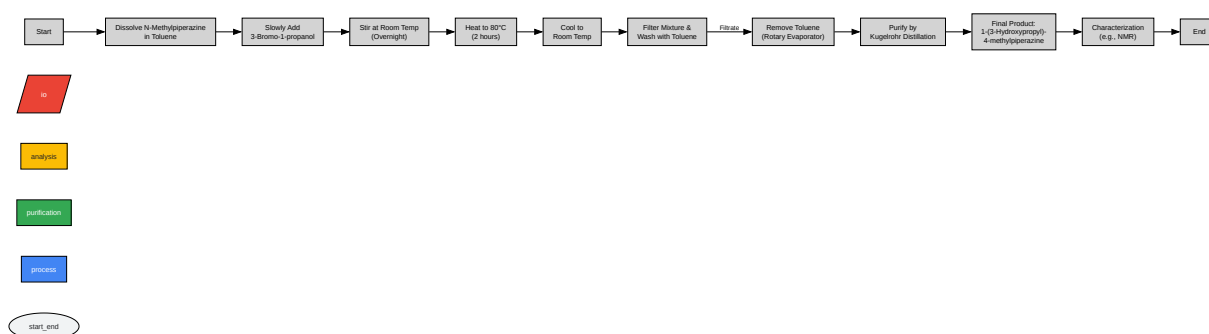 Start
Dissolve N-Methylpiperazine
in Toluene
Slowly Add
3-Bromo-1-propanol
Stir at Room Temp
(Overnight)
Heat to 80°C
(2 hours)
Cool to
Room Temp
Filter Mixture &
Wash with Toluene
Filtrate
Remove Toluene
(Rotary Evaporator)
Purify by
Kugelrohr Distillation
Final Product:
1-(3-Hydroxypropyl)-
4-methylpiperazine
Characterization
(e.g., NMR)
End
io
analysis
purification
process
start_end